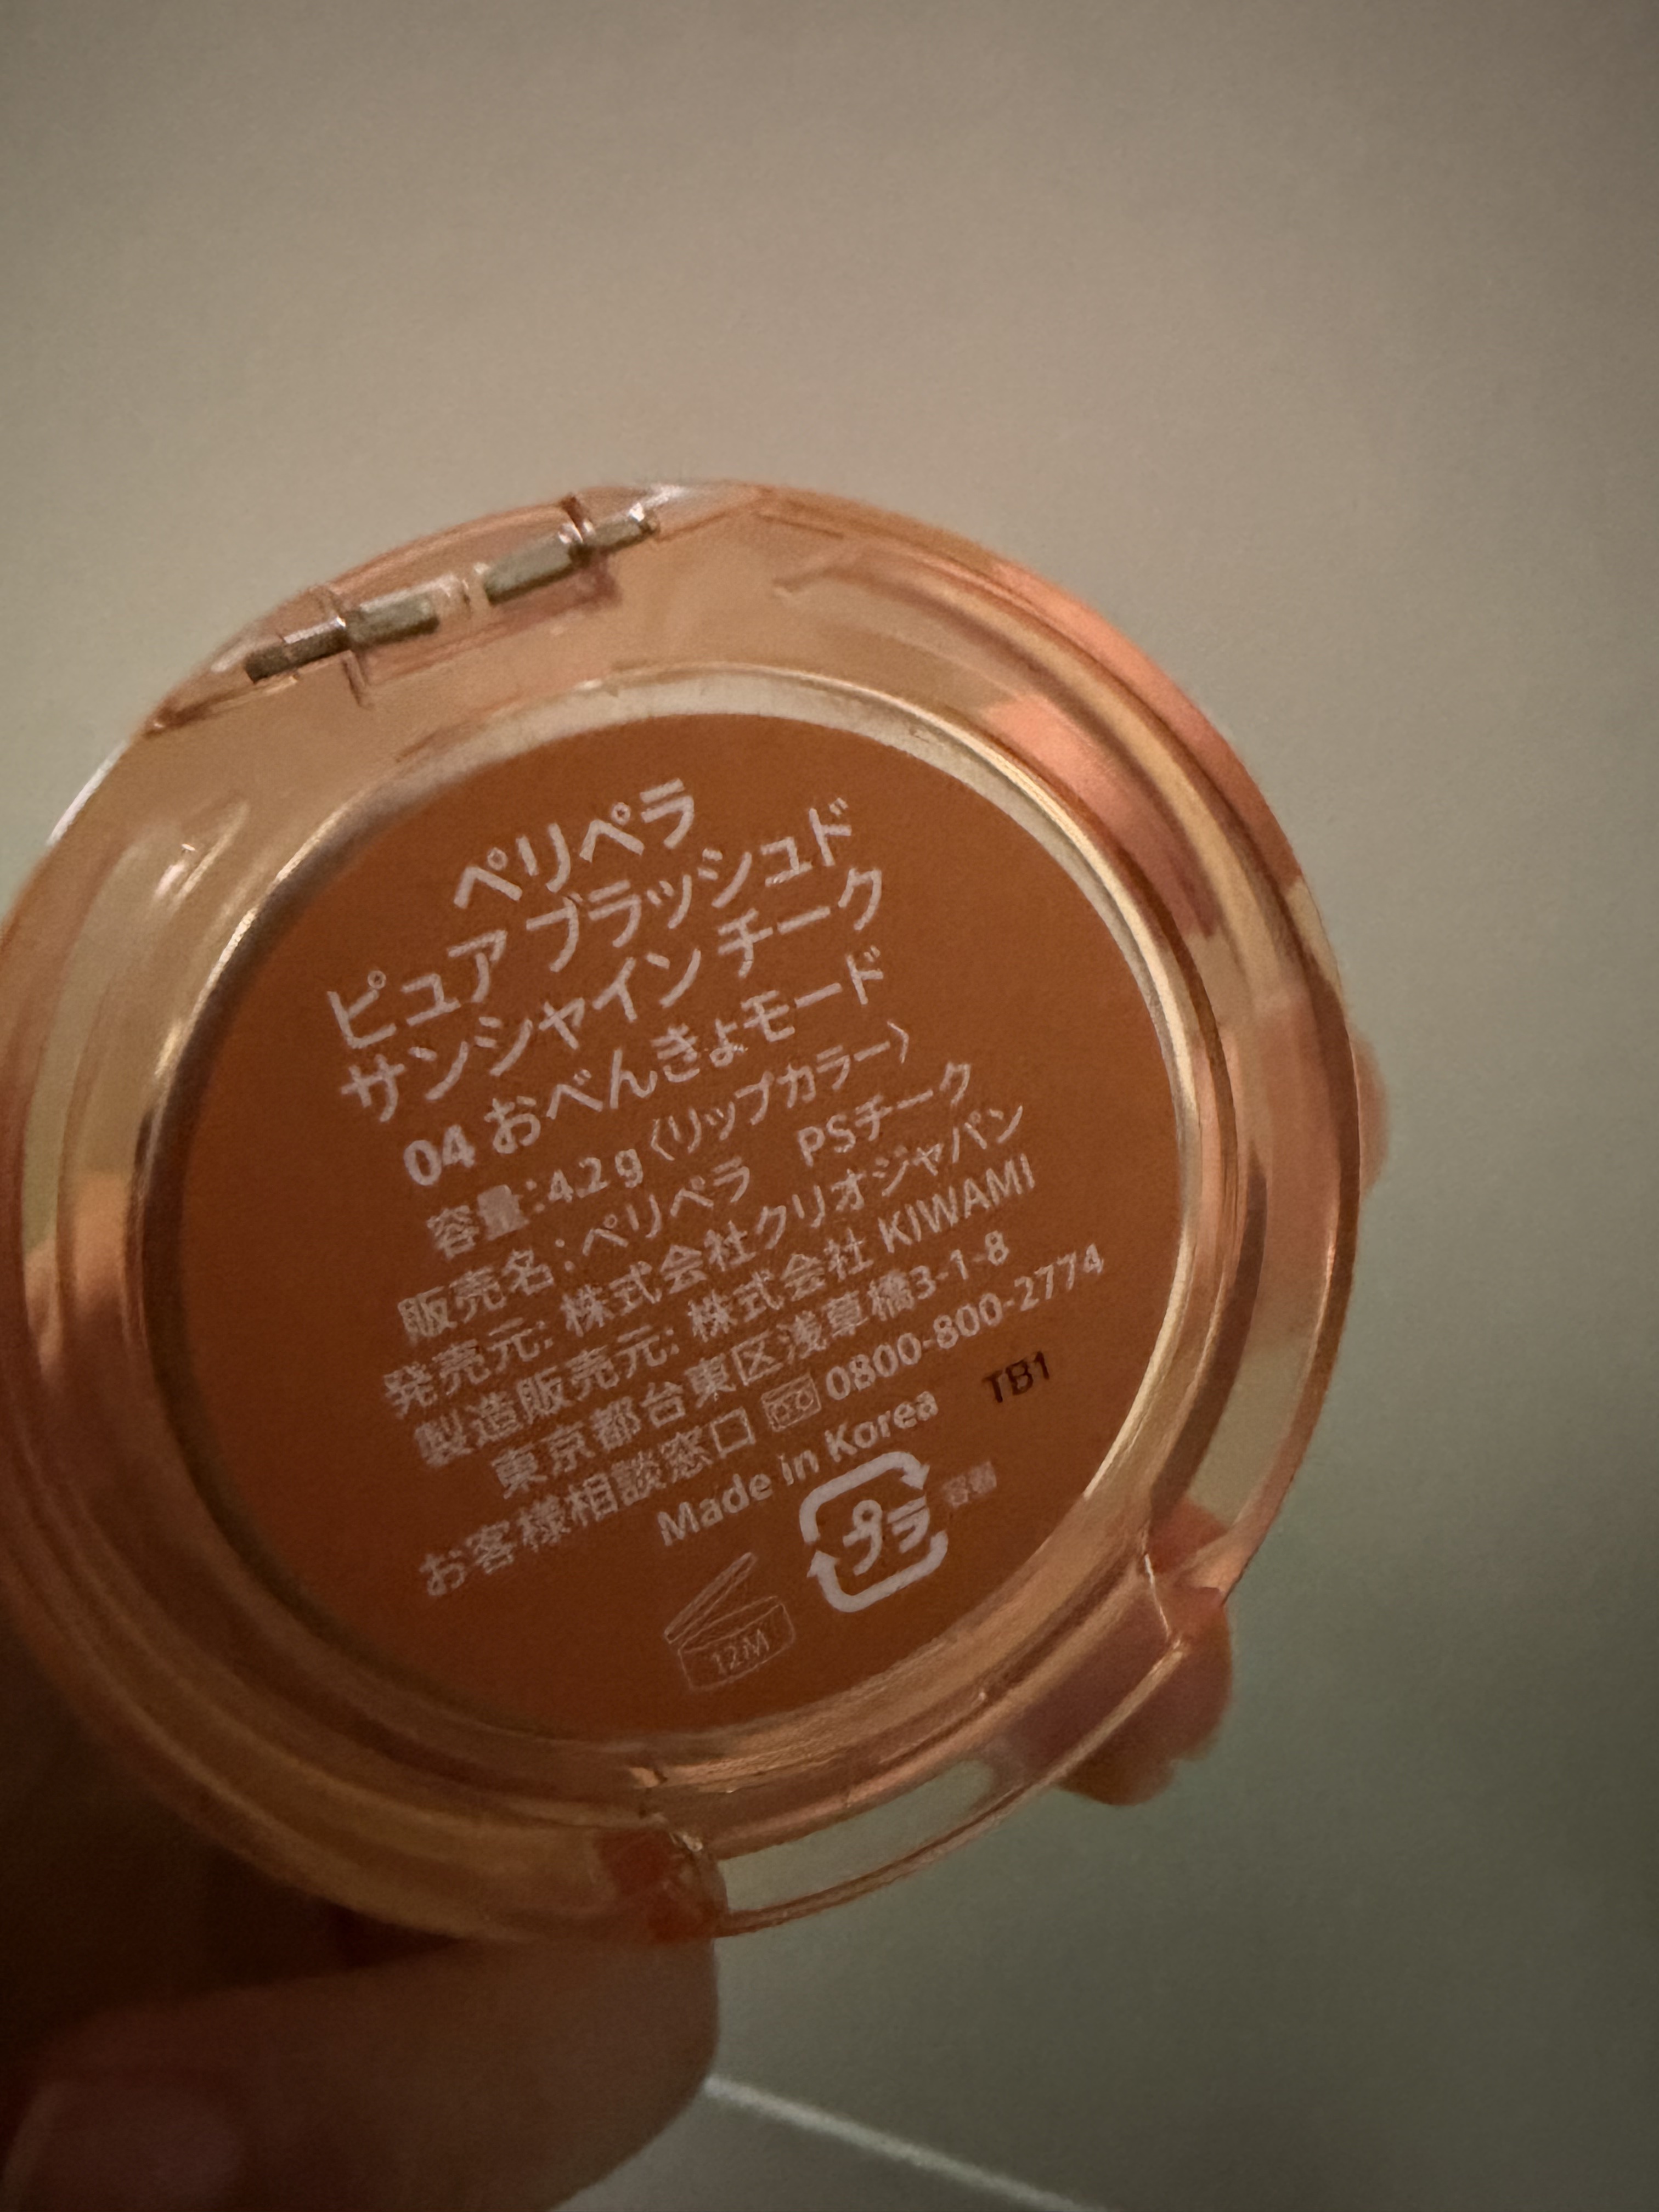 ペリペラ
ピュア ブラッシュド
サンシャイン チーク
04 おべんきょモード
容量:4.2g〈リップカラー〉
販売名:ペリペラ PSチーク
発売元: 株式会社クリオジャパン
製造販売元: 株式会社 KIWAMI
東京都台東区浅草橋3-1-8
お客様相談窓口 0800-800-2774
Made in Korea TB1
プラ 容器
12M